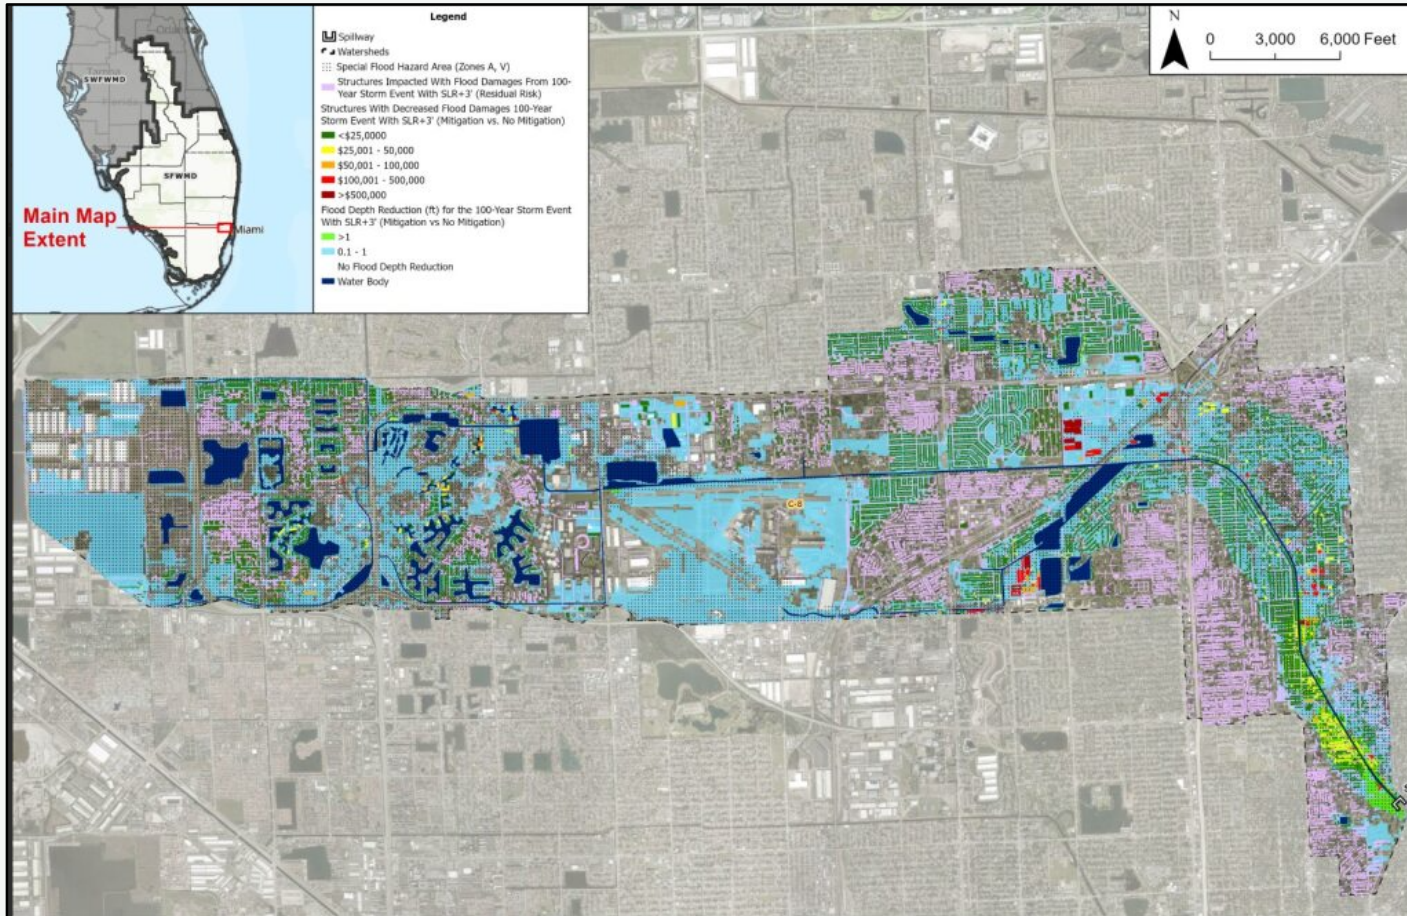 Legend
Spillway
Watersheds
Special Flood Hazard Area (Zones A, V)
Structures Impacted With Flood Damages From 100-
Year Storm Event With SLR+3' (Residual Risk)
Structures With Decreased Flood Damages 100-Year
Storm Event With SLR+3' (Mitigation vs. No Mitigation)
<$25,0000
$25,001 - 50,000
$50,001 - 100,000
$100,001 - 500,000
>$500,000
Flood Depth Reduction (ft) for the 100-Year Storm Event
With SLR+3' (Mitigation vs No Mitigation)
>1
0.1 - 1
No Flood Depth Reduction
Water Body
Orlando
Tampa
SWFWMD
SFWMD
Main Map
Extent
Miami
N
0 3,000 6,000 Feet
C-8